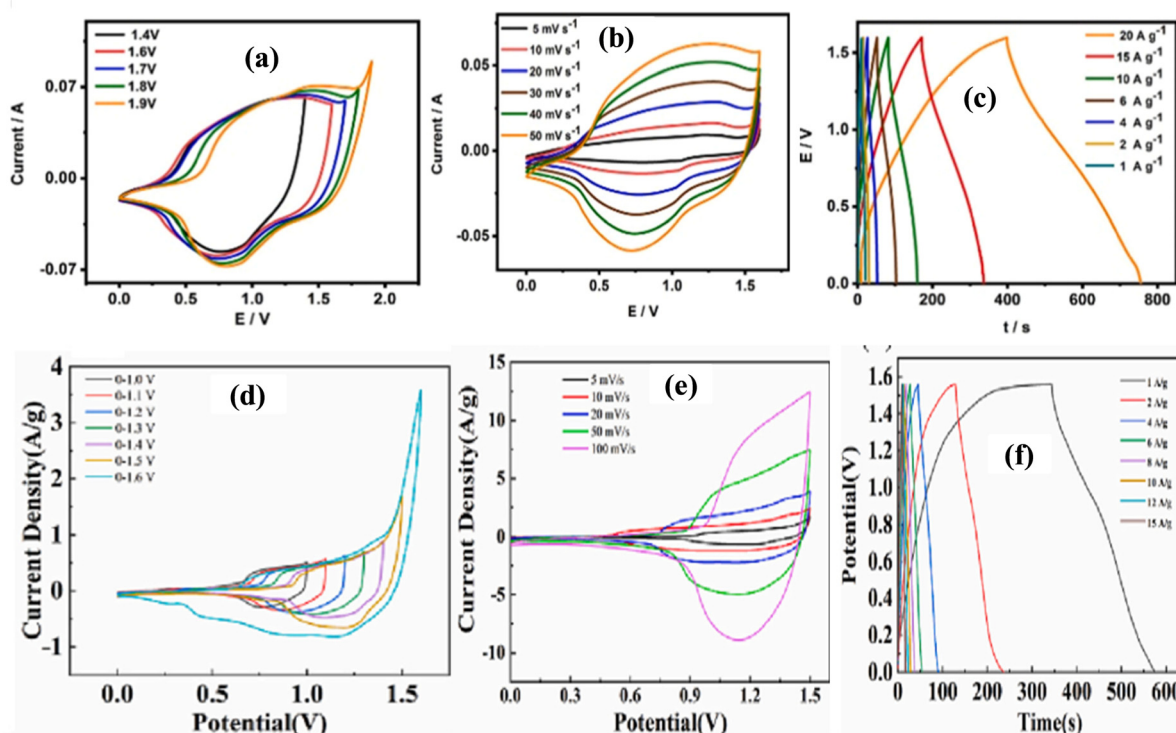 (a)
1.4V
1.6V
1.7V
1.8V
1.9V
Current / A
0.07
0.00
-0.07
0.0 0.5 1.0 1.5 2.0
E / V
(b)
5 mV s⁻¹
10 mV s⁻¹
20 mV s⁻¹
30 mV s⁻¹
40 mV s⁻¹
50 mV s⁻¹
Current / A
0.05
0.00
-0.05
0.0 0.5 1.0 1.5
E / V
(c)
20 A g⁻¹
15 A g⁻¹
10 A g⁻¹
6 A g⁻¹
4 A g⁻¹
2 A g⁻¹
1 A g⁻¹
E / V
1.5
1.0
0.5
0.0
0 200 400 600 800
t / s
(d)
0-1.0 V
0-1.1 V
0-1.2 V
0-1.3 V
0-1.4 V
0-1.5 V
0-1.6 V
Current Density(A/g)
4
3
2
1
0
-1
0.0 0.5 1.0 1.5
Potential(V)
(e)
5 mV/s
10 mV/s
20 mV/s
50 mV/s
100 mV/s
Current Density(A/g)
15
10
5
0
-5
-10
0.0 0.3 0.6 0.9 1.2 1.5
Potential(V)
(f)
1 A/g
2 A/g
4 A/g
6 A/g
8 A/g
10 A/g
12 A/g
15 A/g
Potential(V)
1.6
1.4
1.2
1.0
0.8
0.6
0.4
0.2
0.0
0 100 200 300 400 500 600
Time(s)